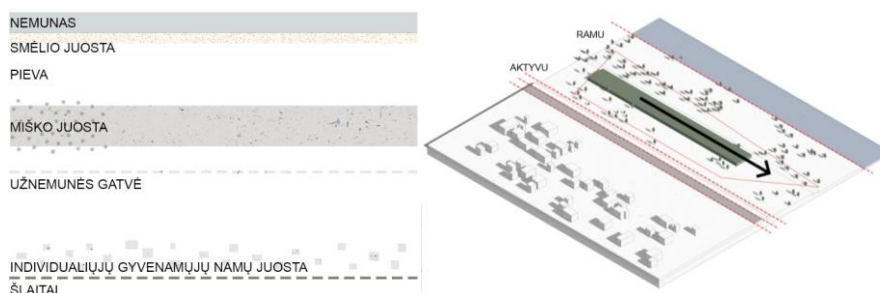 NEMUNAS
SMĖLIO JUOSTA
PIEVA
MIŠKO JUOSTA
UŽNEMUNĖS GATVĖ
INDIVIDUALIŲJŲ GYVENAMŲJŲ NAMŲ JUOSTA
ŠLAITAI
RAMU
AKTYVU